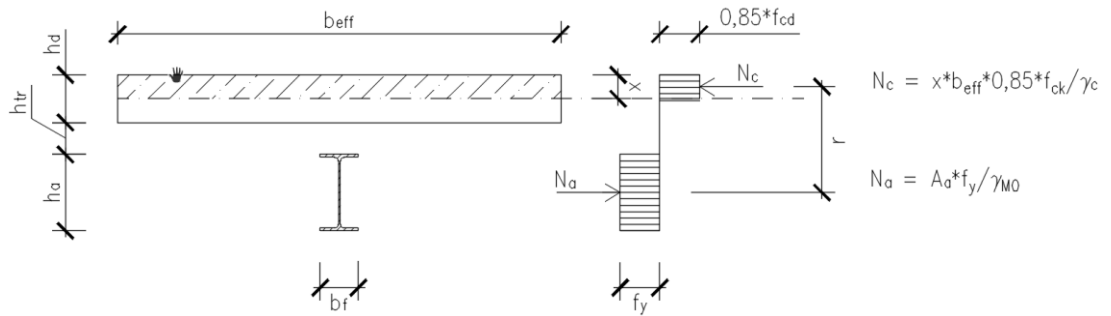 beff
0,85*fcd
hd
x
Nc
Nc = x*beff*0,85*fck/γc
htr
r
ha
Na
Na = Aa*fy/γM0
bf
fy